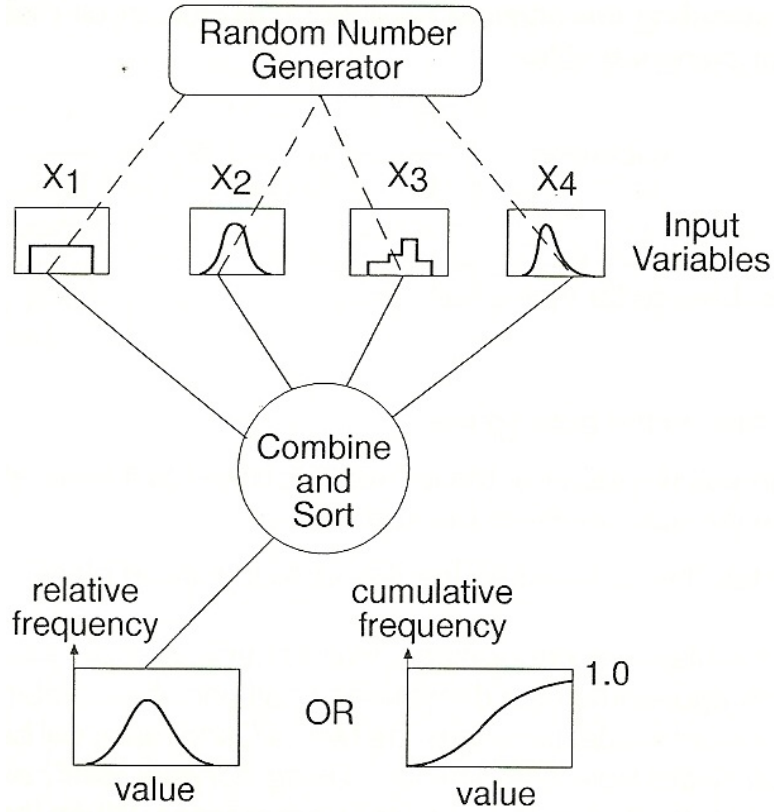 Random Number
Generator
X1
X2
X3
X4
Input
Variables
Combine
and
Sort
relative
frequency
cumulative
frequency
1.0
OR
value
value